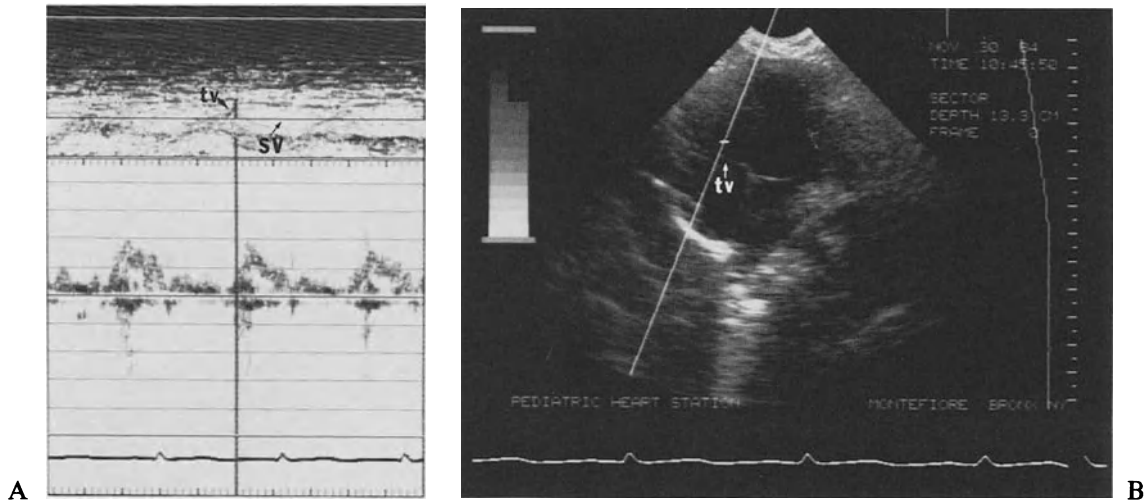 tv
SV
A
NOV 30 84
TIME 10:45:50
SECTOR
DEPTH 13.3 CM
FRAME 0
tv
PEDIATRIC HEART STATION
MONTEFIORE BRONX NY
B